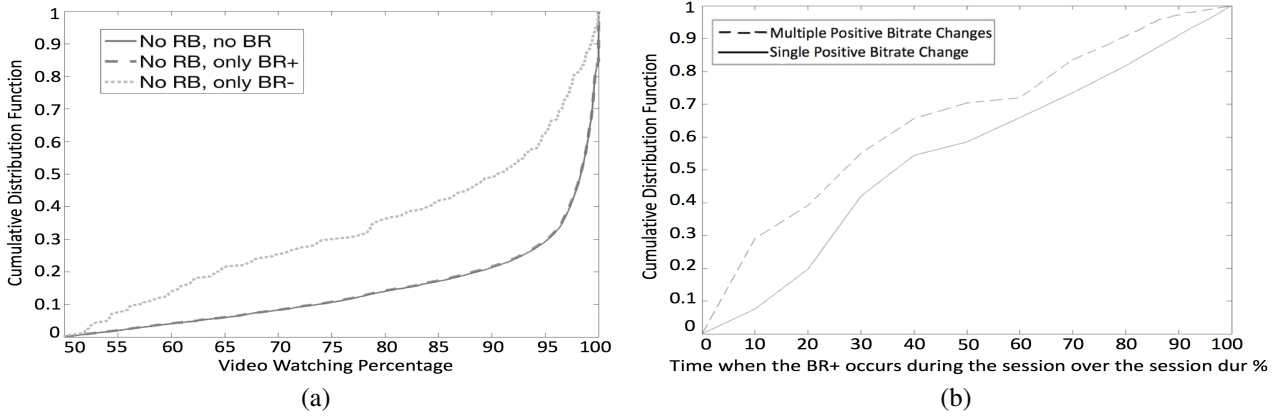 1
0.9
0.8
0.7
0.6
0.5
0.4
0.3
0.2
0.1
0
Cumulative Distribution Function
No RB, no BR
No RB, only BR+
No RB, only BR-
50 55 60 65 70 75 80 85 90 95 100
Video Watching Percentage
(a)
1
0.9
0.8
0.7
0.6
0.5
0.4
0.3
0.2
0.1
0
Cumulative Distribution Function
Multiple Positive Bitrate Changes
Single Positive Bitrate Change
0 10 20 30 40 50 60 70 80 90 100
Time when the BR+ occurs during the session over the session dur %
(b)